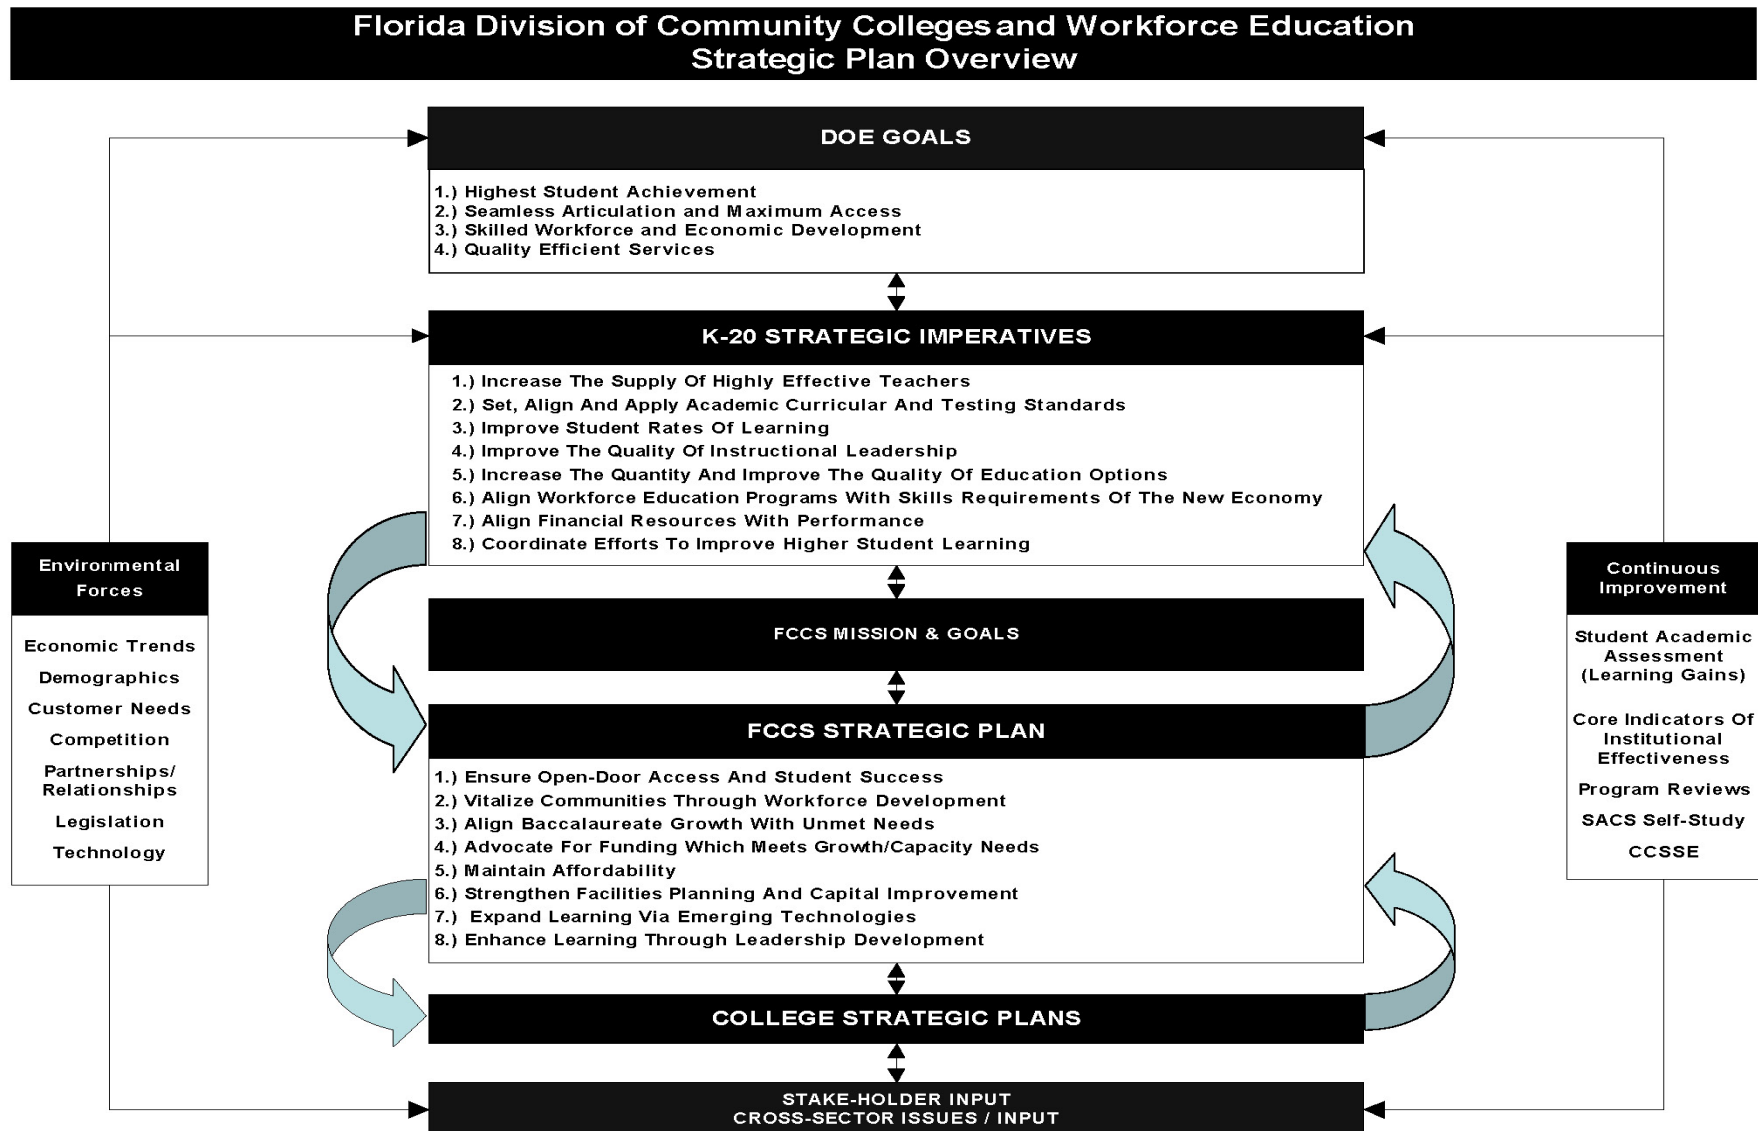 Florida Division of Community Colleges and Workforce Education
Strategic Plan Overview
DOE GOALS
1.) Highest Student Achievement
2.) Seamless Articulation and Maximum Access
3.) Skilled Workforce and Economic Development
4.) Quality Efficient Services
K-20 STRATEGIC IMPERATIVES
1.) Increase The Supply Of Highly Effective Teachers
2.) Set, Align And Apply Academic Curricular And Testing Standards
3.) Improve Student Rates Of Learning
4.) Improve The Quality Of Instructional Leadership
5.) Increase The Quantity And Improve The Quality Of Education Options
6.) Align Workforce Education Programs With Skills Requirements Of The New Economy
7.) Align Financial Resources With Performance
8.) Coordinate Efforts To Improve Higher Student Learning
Environmental
Forces
Economic Trends
Demographics
Customer Needs
Competition
Partnerships/
Relationships
Legislation
Technology
FCCS MISSION & GOALS
FCCS STRATEGIC PLAN
1.) Ensure Open-Door Access And Student Success
2.) Vitalize Communities Through Workforce Development
3.) Align Baccalaureate Growth With Unmet Needs
4.) Advocate For Funding Which Meets Growth/Capacity Needs
5.) Maintain Affordability
6.) Strengthen Facilities Planning And Capital Improvement
7.) Expand Learning Via Emerging Technologies
8.) Enhance Learning Through Leadership Development
Continuous
Improvement
Student Academic
Assessment
(Learning Gains)
Core Indicators Of
Institutional
Effectiveness
Program Reviews
SACS Self-Study
CCSSE
COLLEGE STRATEGIC PLANS
STAKE-HOLDER INPUT
CROSS-SECTOR ISSUES / INPUT